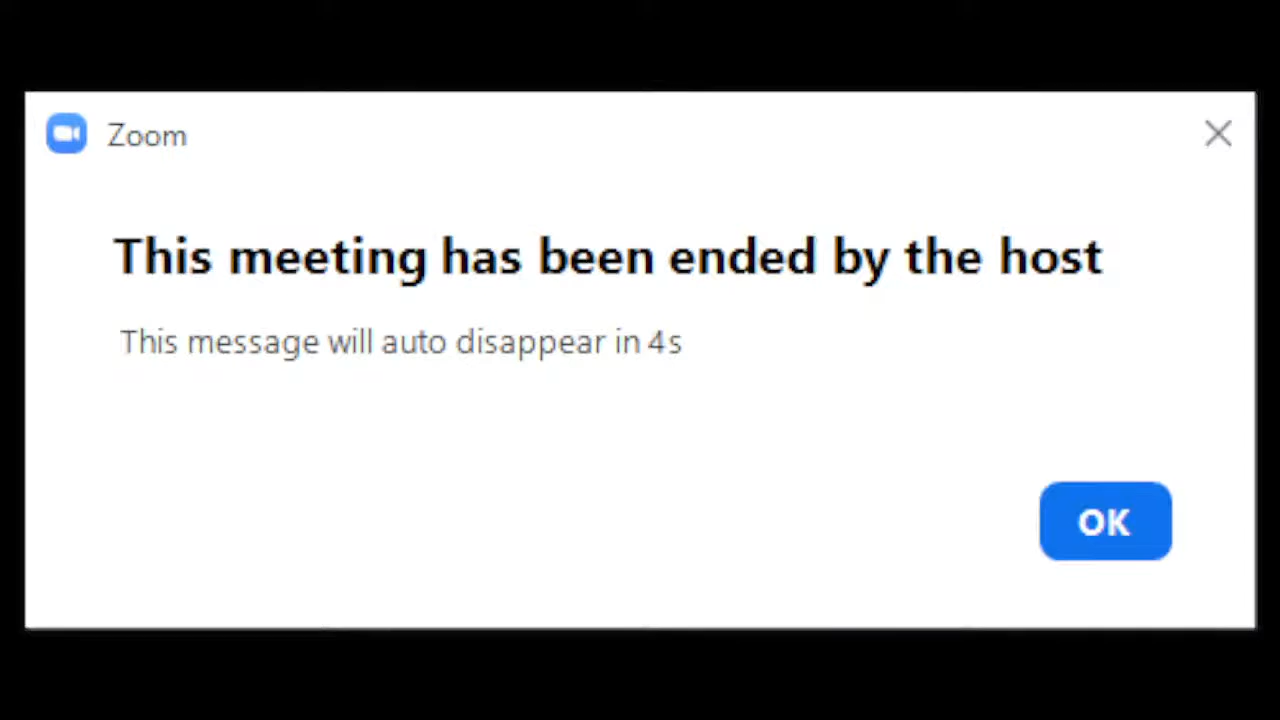 Zoom
This meeting has been ended by the host
This message will auto disappear in 4s
OK